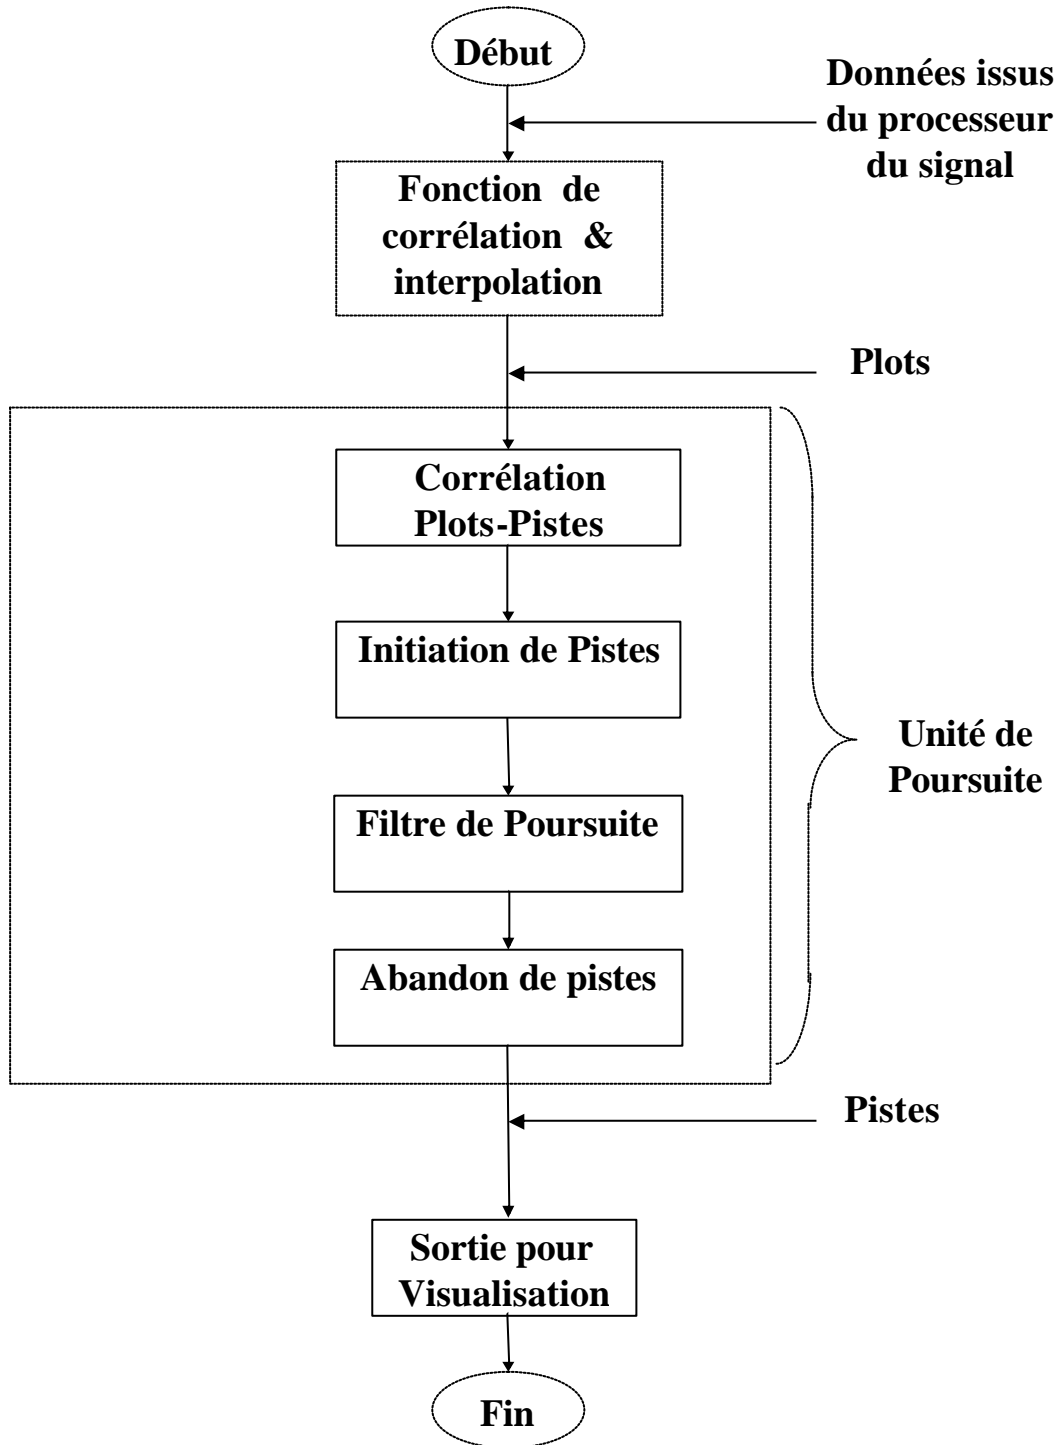 Début
Données issus
du processeur
du signal
Fonction de
corrélation &
interpolation
Plots
Corrélation
Plots-Pistes
Initiation de Pistes
Unité de
Poursuite
Filtre de Poursuite
Abandon de pistes
Pistes
Sortie pour
Visualisation
Fin